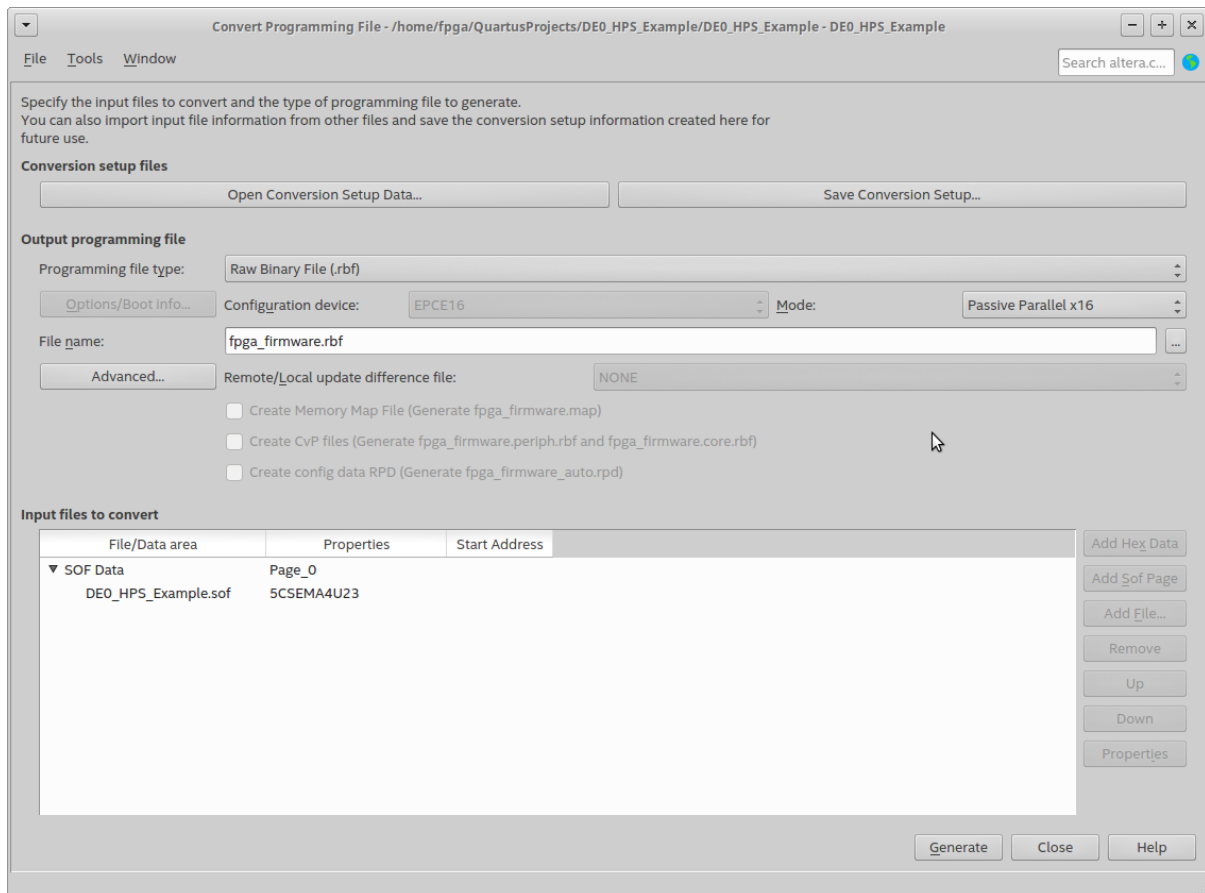 Convert Programming File - /home/fpga/QuartusProjects/DE0_HPS_Example/DE0_HPS_Example - DE0_HPS_Example
File Tools Window
Search altera.c...
Specify the input files to convert and the type of programming file to generate.
You can also import input file information from other files and save the conversion setup information created here for
future use.
Conversion setup files
Open Conversion Setup Data... Save Conversion Setup...
Output programming file
Programming file type: Raw Binary File (.rbf)
Options/Boot info... Configuration device: EPCE16 Mode: Passive Parallel x16
File name: fpga_firmware.rbf ...
Advanced... Remote/Local update difference file: NONE
Create Memory Map File (Generate fpga_firmware.map)
Create CvP files (Generate fpga_firmware.periph.rbf and fpga_firmware.core.rbf)
Create config data RPD (Generate fpga_firmware_auto.rpd)
Input files to convert
File/Data area Properties Start Address
SOF Data Page_0
DE0_HPS_Example.sof 5CSEMA4U23
Add Hex Data
Add Sof Page
Add File...
Remove
Up
Down
Properties
Generate Close Help